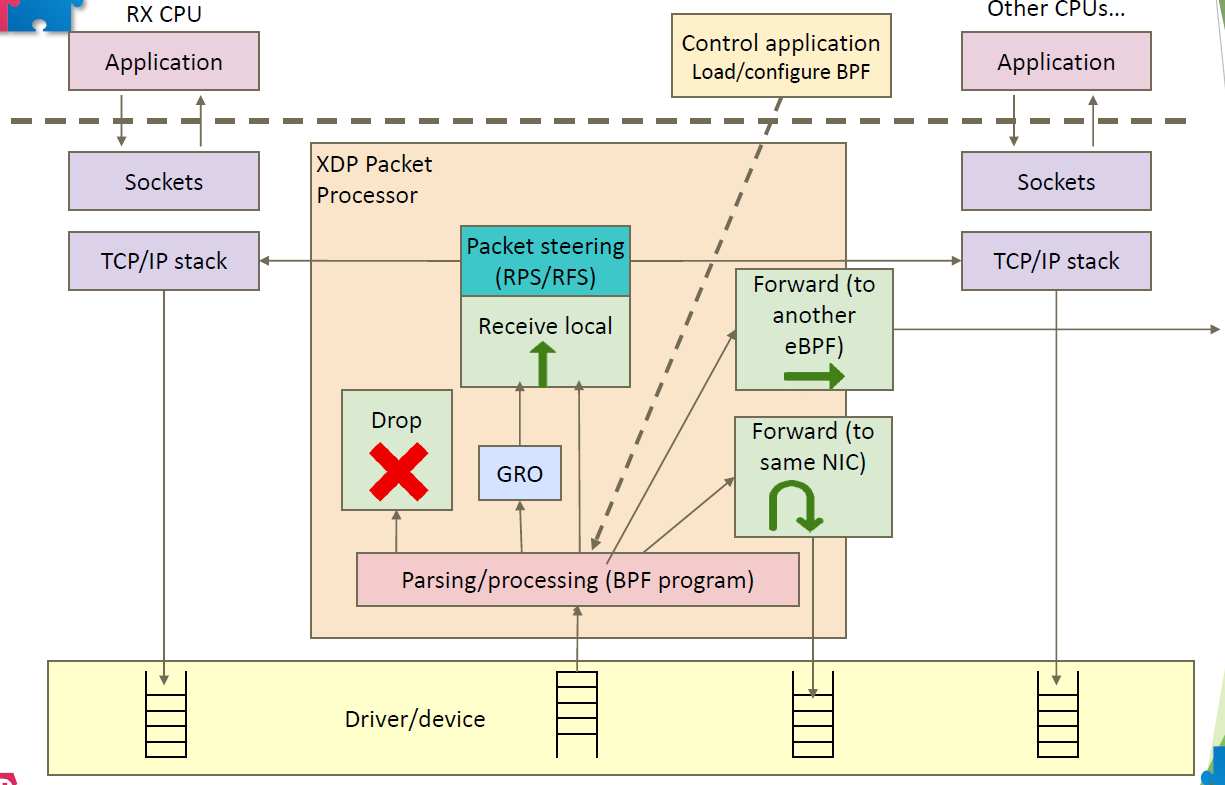 RX CPU
Other CPUs...
Application
Control application
Load/configure BPF
Application
Sockets
XDP Packet
Processor
Sockets
TCP/IP stack
Packet steering
(RPS/RFS)
TCP/IP stack
Receive local
Forward (to
another
eBPF)
Drop
GRO
Forward (to
same NIC)
Parsing/processing (BPF program)
Driver/device